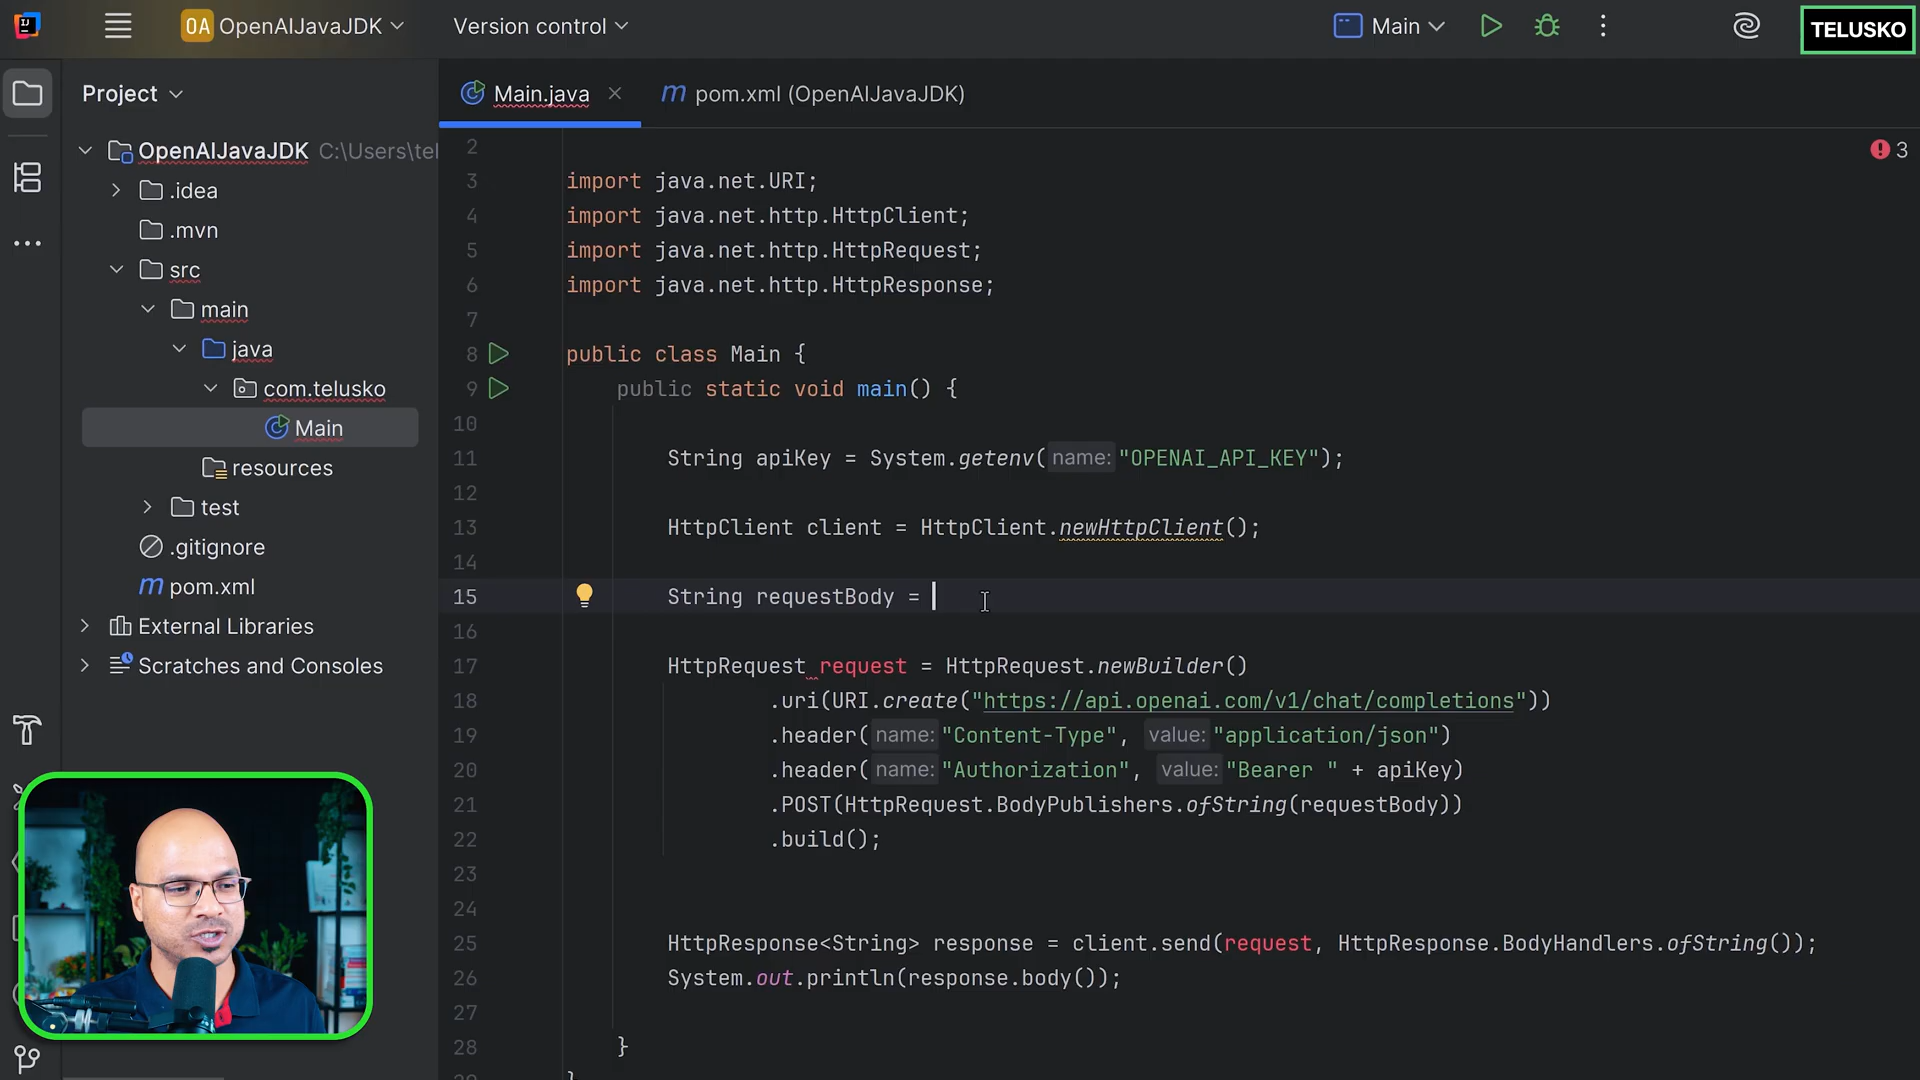 OA OpenAIJavaJDK
Version control
Main
TELUSKO
Project
Main.java
m pom.xml (OpenAIJavaJDK)
OpenAIJavaJDK C:\Users\tel
.idea
.mvn
src
main
java
com.telusko
Main
resources
test
.gitignore
m pom.xml
External Libraries
Scratches and Consoles
3
2
3 import java.net.URI;
4 import java.net.http.HttpClient;
5 import java.net.http.HttpRequest;
6 import java.net.http.HttpResponse;
7
8 public class Main {
9 public static void main() {
10
11 String apiKey = System.getenv( name: "OPENAI_API_KEY");
12
13 HttpClient client = HttpClient.newHttpClient();
14
15 String requestBody =
16
17 HttpRequest request = HttpRequest.newBuilder()
18 .uri(URI.create("https://api.openai.com/v1/chat/completions"))
19 .header( name: "Content-Type", value: "application/json")
20 .header( name: "Authorization", value: "Bearer " + apiKey)
21 .POST(HttpRequest.BodyPublishers.ofString(requestBody))
22 .build();
23
24
25 HttpResponse<String> response = client.send(request, HttpResponse.BodyHandlers.ofString());
26 System.out.println(response.body());
27
28 }
}